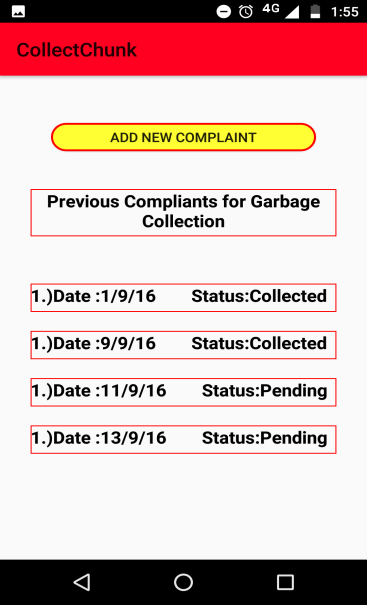 4G 1:55
CollectChunk
ADD NEW COMPLAINT
Previous Compliants for Garbage
Collection
1.)Date :1/9/16 Status:Collected
1.)Date :9/9/16 Status:Collected
1.)Date :11/9/16 Status:Pending
1.)Date :13/9/16 Status:Pending